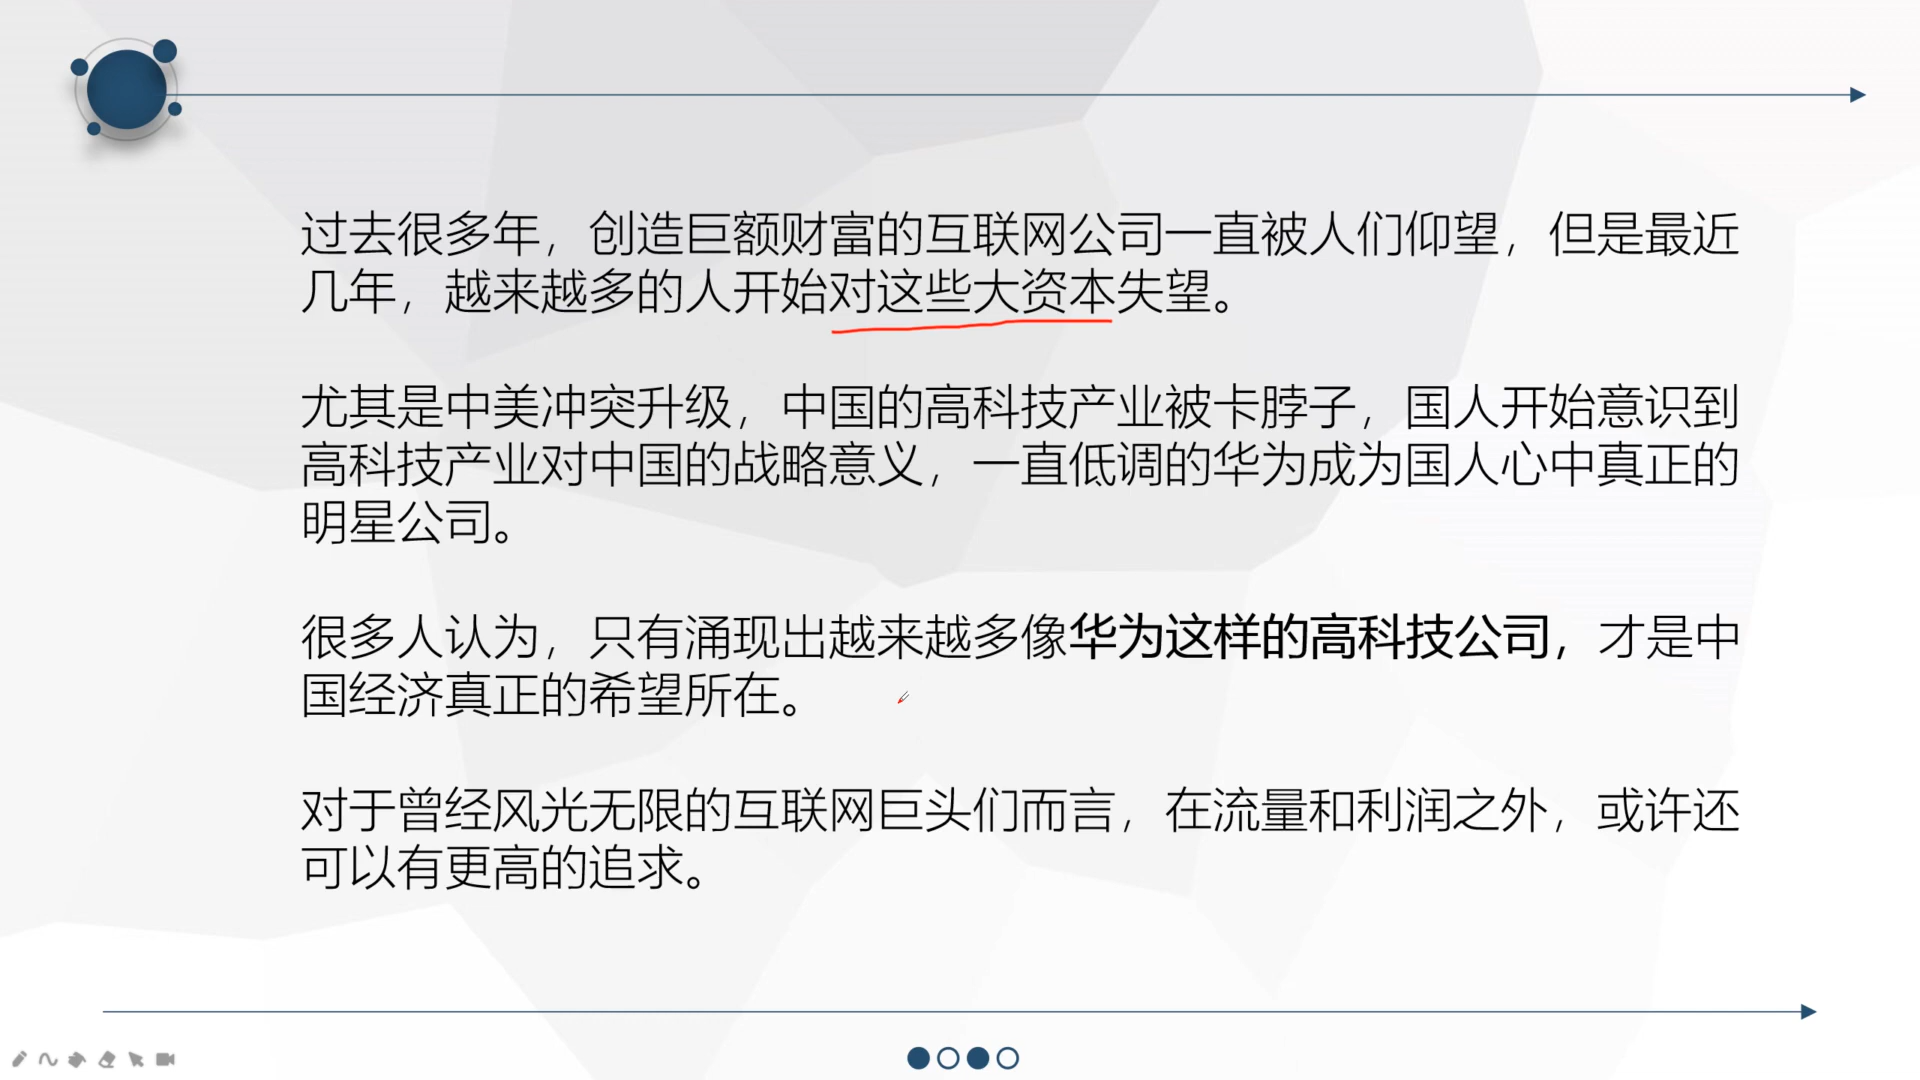 过去很多年，创造巨额财富的互联网公司一直被人们仰望，但是最近
几年，越来越多的人开始对这些大资本失望。
尤其是中美冲突升级，中国的高科技产业被卡脖子，国人开始意识到
高科技产业对中国的战略意义，一直低调的华为成为国人心中真正的
明星公司。
很多人认为，只有涌现出越来越多像华为这样的高科技公司，才是中
国经济真正的希望所在。
对于曾经风光无限的互联网巨头们而言，在流量和利润之外，或许还
可以有更高的追求。